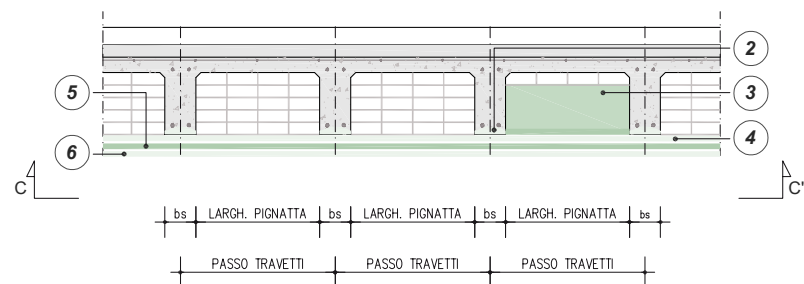 2
3
5
4
6
C C'
bs LARGH. PIGNATTA bs LARGH. PIGNATTA bs LARGH. PIGNATTA bs
PASSO TRAVETTI PASSO TRAVETTI PASSO TRAVETTI